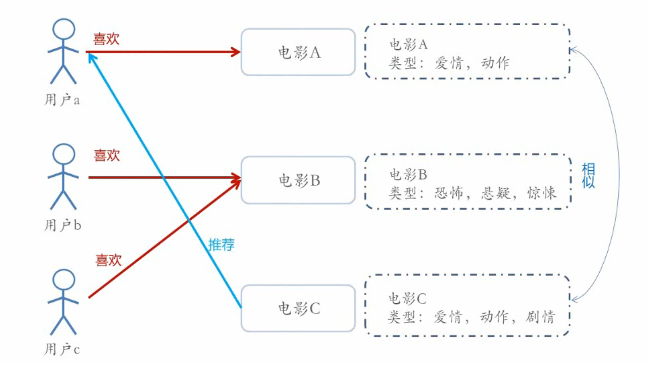 喜欢
电影A
电影A
类型：爱情，动作
用户a
喜欢
电影B
电影B
类型：恐怖，悬疑，惊悚
相似
用户b
推荐
喜欢
电影C
电影C
类型：爱情，动作，剧情
用户c